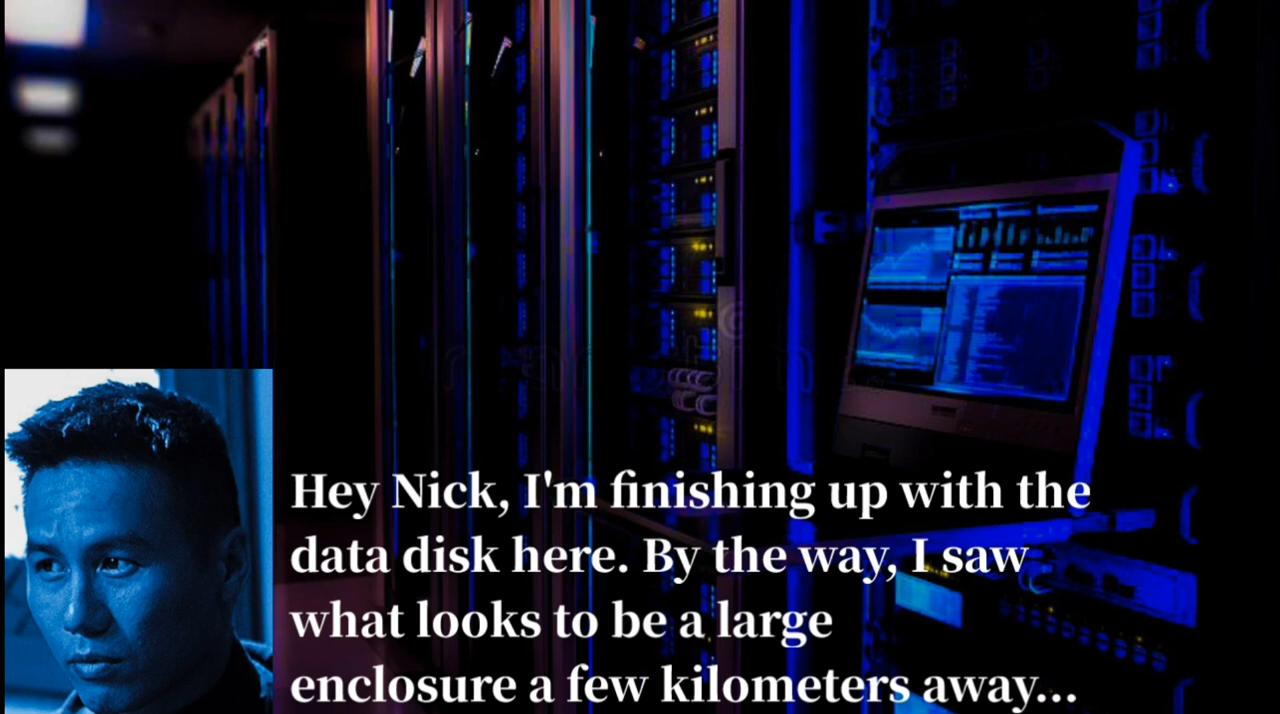 Hey Nick, I'm finishing up with the
data disk here. By the way, I saw
what looks to be a large
enclosure a few kilometers away...